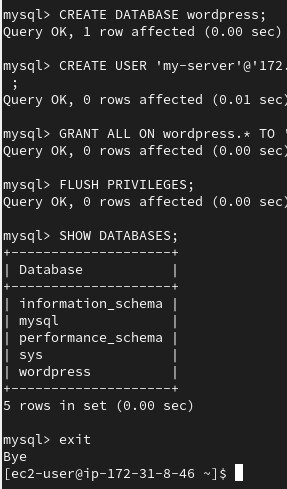 mysql> CREATE DATABASE wordpress;
Query OK, 1 row affected (0.00 sec)
mysql> CREATE USER 'my-server'@'172.
;
Query OK, 0 rows affected (0.01 sec)
mysql> GRANT ALL ON wordpress.* TO '
Query OK, 0 rows affected (0.00 sec)
mysql> FLUSH PRIVILEGES;
Query OK, 0 rows affected (0.00 sec)
mysql> SHOW DATABASES;
+--------------------+
| Database           |
+--------------------+
| information_schema |
| mysql              |
| performance_schema |
| sys                |
| wordpress          |
+--------------------+
5 rows in set (0.00 sec)
mysql> exit
Bye
[ec2-user@ip-172-31-8-46 ~]$